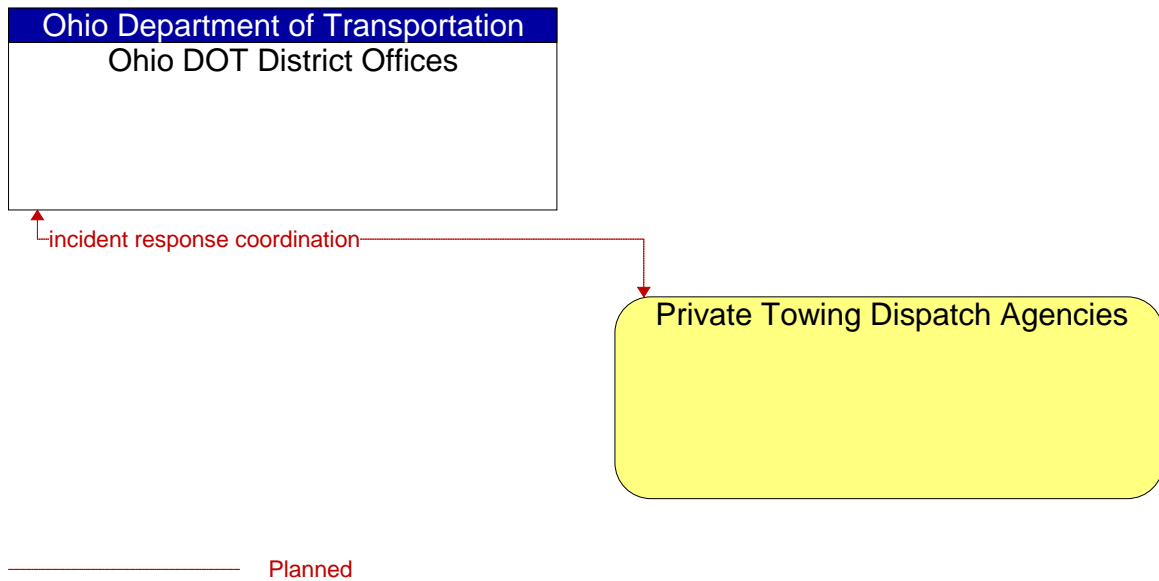 Ohio Department of Transportation
Ohio DOT District Offices
incident response coordination
Private Towing Dispatch Agencies
Planned